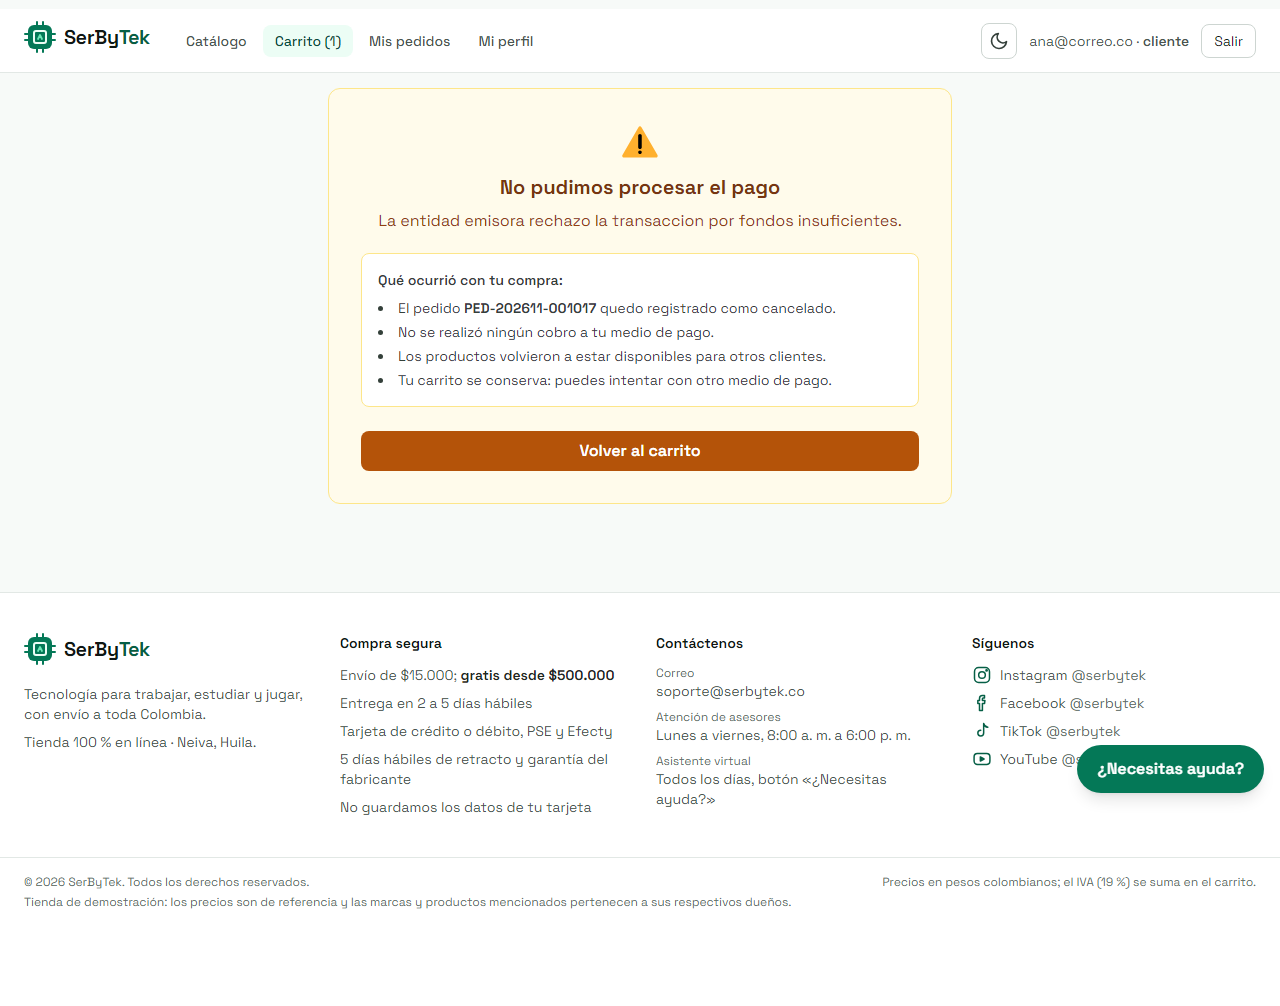 SerByTek
Catálogo
Carrito (1)
Mis pedidos
Mi perfil
ana@correo.co · cliente
Salir
No pudimos procesar el pago
La entidad emisora rechazo la transaccion por fondos insuficientes.
Qué ocurrió con tu compra:
El pedido PED-202611-001017 quedo registrado como cancelado.
No se realizó ningún cobro a tu medio de pago.
Los productos volvieron a estar disponibles para otros clientes.
Tu carrito se conserva: puedes intentar con otro medio de pago.
Volver al carrito
SerByTek
Tecnología para trabajar, estudiar y jugar,
con envío a toda Colombia.
Tienda 100 % en línea · Neiva, Huila.
Compra segura
Envío de $15.000; gratis desde $500.000
Entrega en 2 a 5 días hábiles
Tarjeta de crédito o débito, PSE y Efecty
5 días hábiles de retracto y garantía del
fabricante
No guardamos los datos de tu tarjeta
Contáctenos
Correo
soporte@serbytek.co
Atención de asesores
Lunes a viernes, 8:00 a. m. a 6:00 p. m.
Asistente virtual
Todos los días, botón «¿Necesitas
ayuda?»
Síguenos
Instagram @serbytek
Facebook @serbytek
TikTok @serbytek
YouTube
¿Necesitas ayuda?
© 2026 SerByTek. Todos los derechos reservados.
Precios en pesos colombianos; el IVA (19 %) se suma en el carrito.
Tienda de demostración: los precios son de referencia y las marcas y productos mencionados pertenecen a sus respectivos dueños.